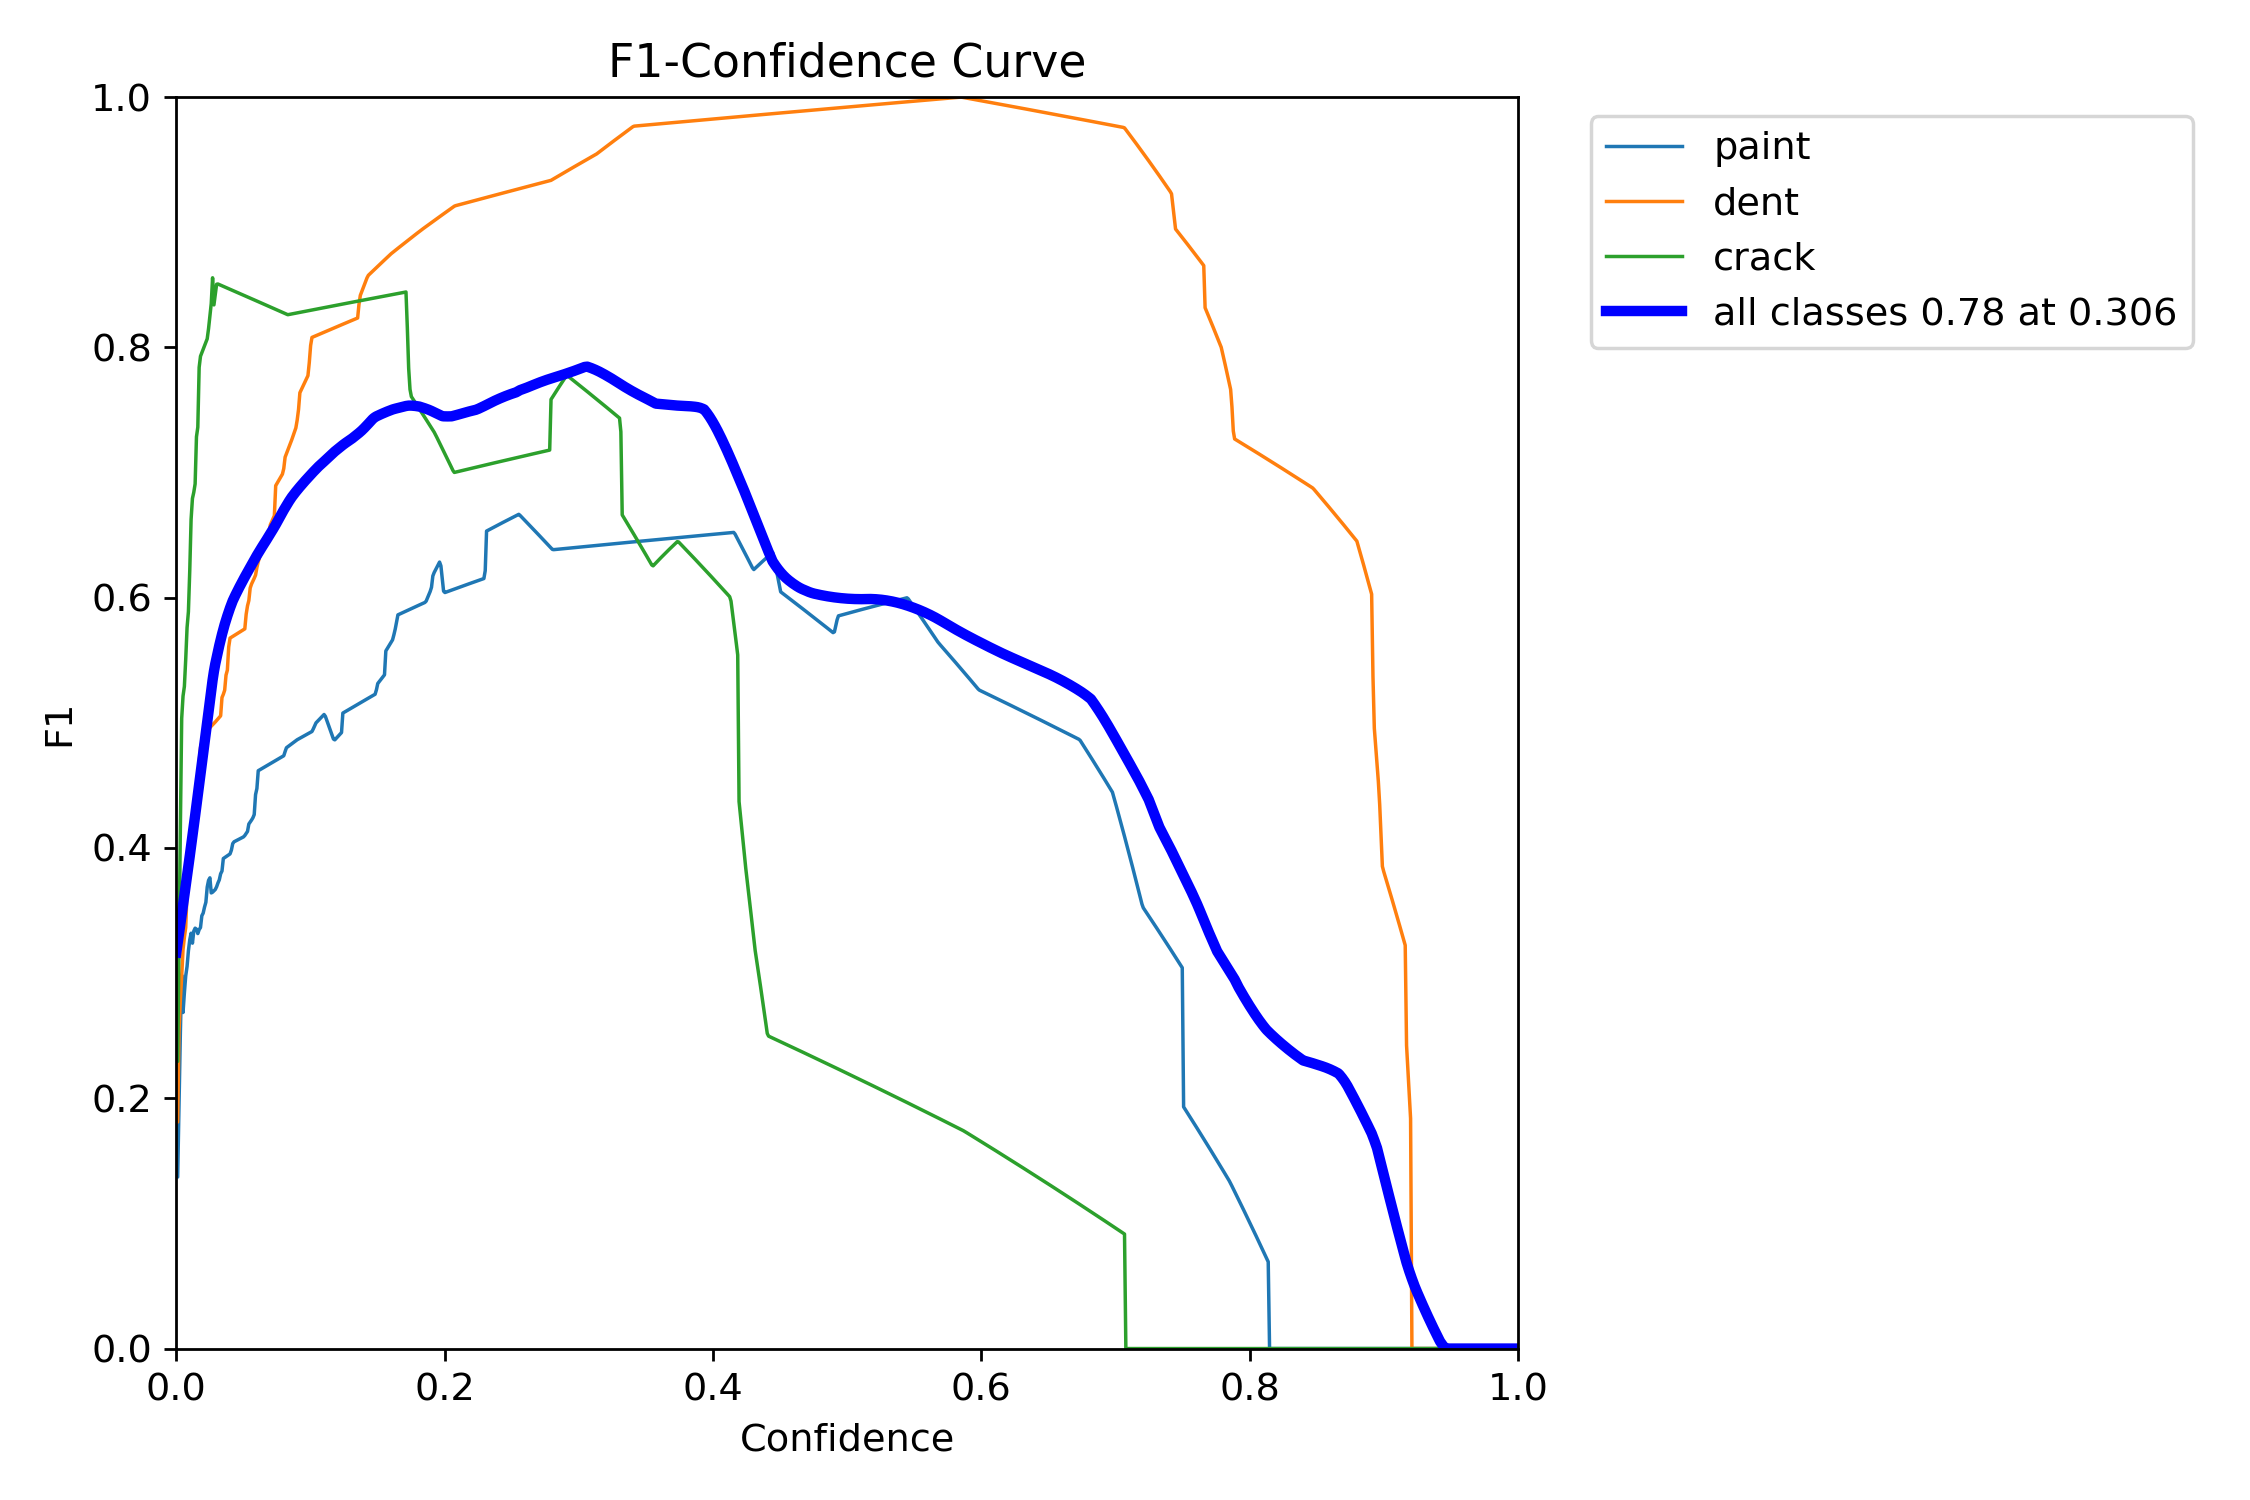 F1-Confidence Curve
1.0
0.8
0.6
0.4
0.2
0.0
F1
0.0 0.2 0.4 0.6 0.8 1.0
Confidence
paint
dent
crack
all classes 0.78 at 0.306